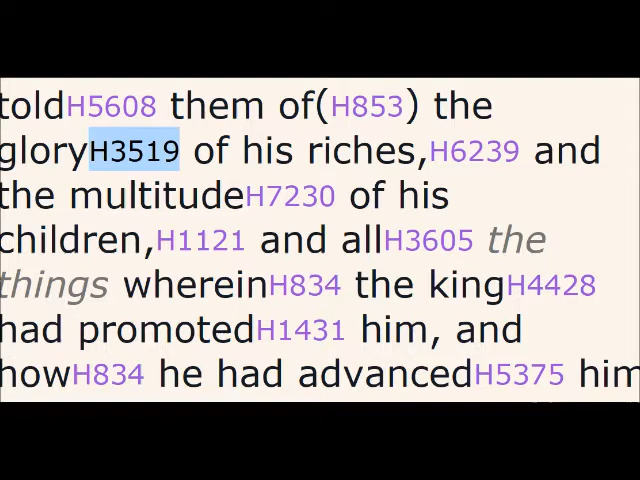 toldH5608 them of(H853) the
gloryH3519 of his riches,H6239 and
the multitudeH7230 of his
children,H1121 and allH3605 the
things whereinH834 the kingH4428
had promotedH1431 him, and
howH834 he had advancedH5375 him